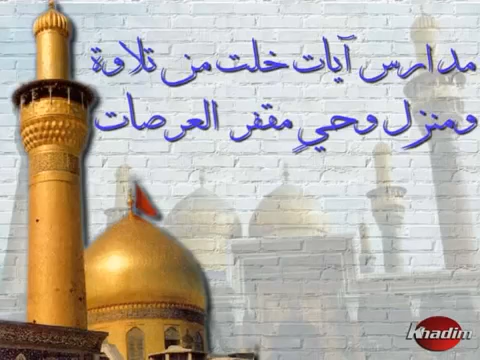 مدارس آيات خلت من تلاوة
ومنزل وحيٍ مقفر العرصات
Khadim